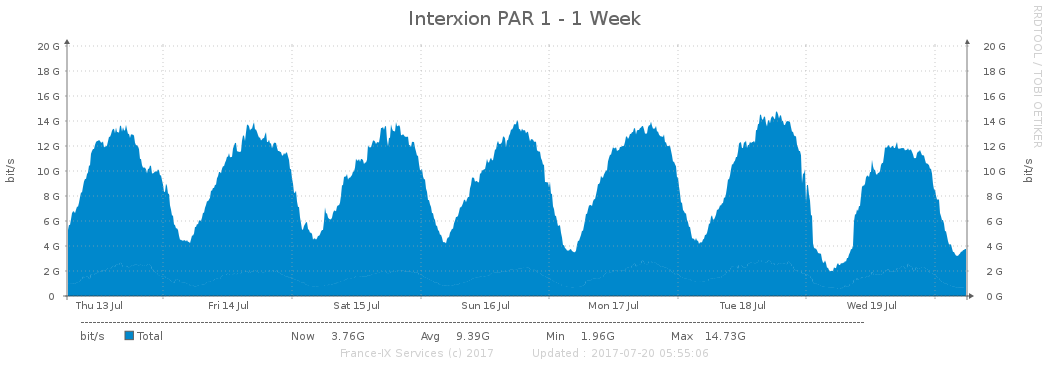 Interxion PAR 1 - 1 Week
RRDTOOL / TOBI OETIKER
20 G 20 G
18 G 18 G
16 G 16 G
14 G 14 G
12 G 12 G
10 G 10 G
8 G 8 G
6 G 6 G
4 G 4 G
2 G 2 G
0 0 G
bit/s
bit/s
Thu 13 Jul Fri 14 Jul Sat 15 Jul Sun 16 Jul Mon 17 Jul Tue 18 Jul Wed 19 Jul
bit/s Total Now 3.76G Avg 9.39G Min 1.96G Max 14.73G
France-IX Services (c) 2017 Updated : 2017-07-20 05:55:06